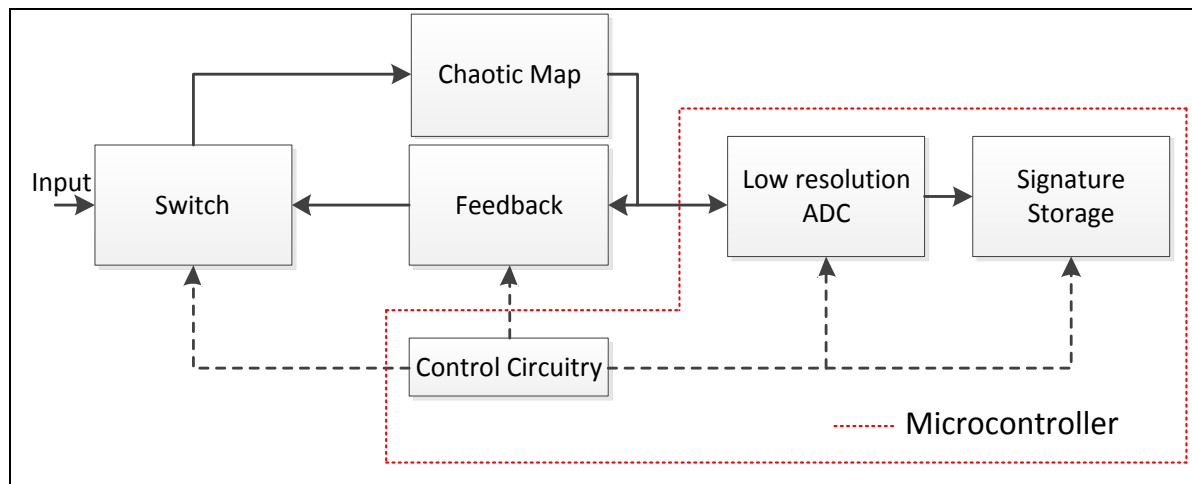 Chaotic Map
Input
Switch
Feedback
Low resolution
ADC
Signature
Storage
Control Circuitry
Microcontroller